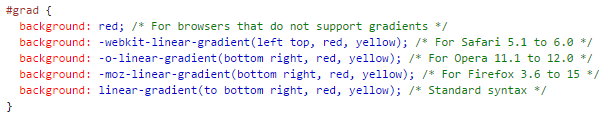 #grad {
  background: red; /* For browsers that do not support gradients */
  background: -webkit-linear-gradient(left top, red, yellow); /* For Safari 5.1 to 6.0 */
  background: -o-linear-gradient(bottom right, red, yellow); /* For Opera 11.1 to 12.0 */
  background: -moz-linear-gradient(bottom right, red, yellow); /* For Firefox 3.6 to 15 */
  background: linear-gradient(to bottom right, red, yellow); /* Standard syntax */
}